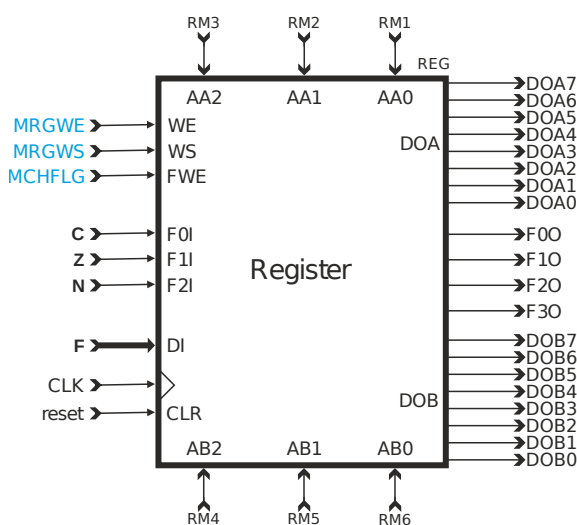 RM3 RM2 RM1
REG
AA2 AA1 AA0
DOA7
DOA6
DOA5
DOA4
DOA3
DOA2
DOA1
DOA0
DOA
MRGWE WE
MRGWS WS
MCHFLG FWE
C F0I
Z F1I
N F2I
Register
F0O
F1O
F2O
F3O
F DI
CLK
reset CLR
DOB7
DOB6
DOB5
DOB4
DOB3
DOB2
DOB1
DOB0
DOB
AB2 AB1 AB0
RM4 RM5 RM6